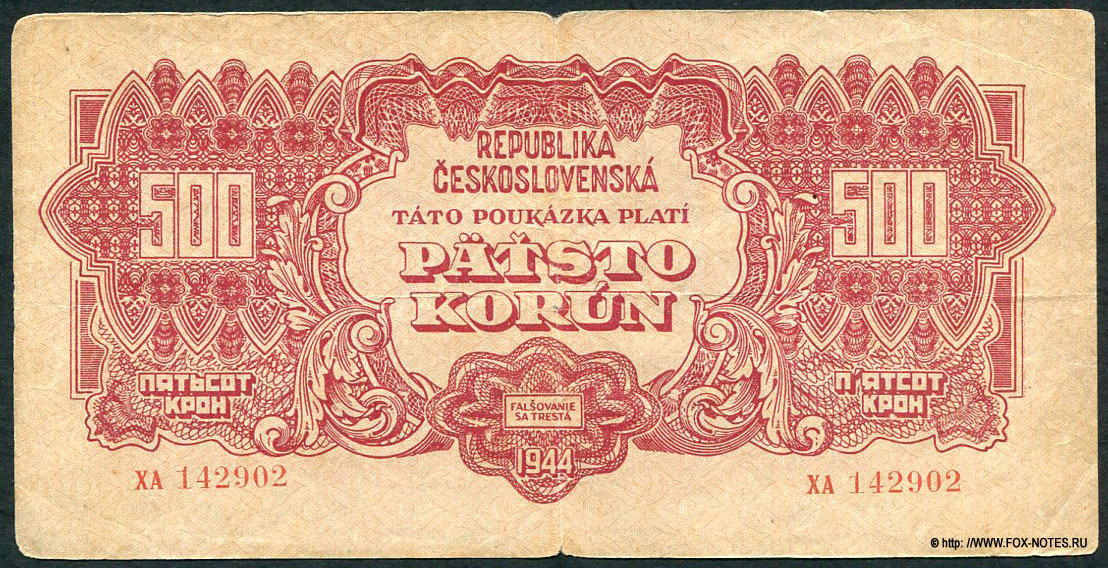 REPUBLIKA
ČESKOSLOVENSKÁ
TÁTO POUKÁZKA PLATÍ
PÄŤSTO
KORÚN
500
500
ПАТЬСОТ
КРОН
П'ЯТСОТ
КРОН
FALŠOVANIE
SA TRESTÁ
1944
XA 142902
XA 142902
© http: //WWW.FOX-NOTES.RU